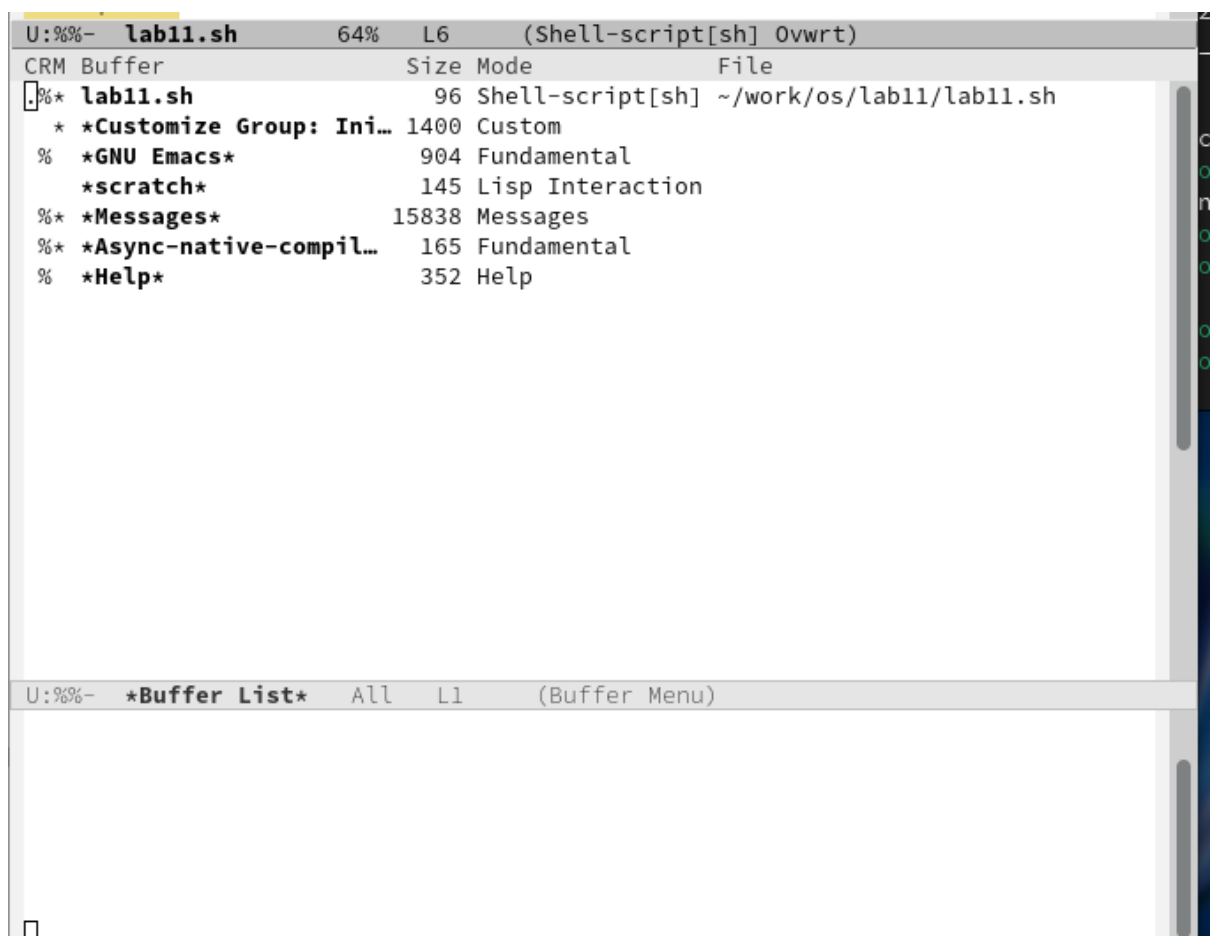 U:%%-  lab11.sh       64%   L6     (Shell-script[sh] Ovwrt)
CRM Buffer                 Size Mode             File
.%* lab11.sh                 96 Shell-script[sh] ~/work/os/lab11/lab11.sh
  * *Customize Group: Ini… 1400 Custom
 %  *GNU Emacs*             904 Fundamental
    *scratch*               145 Lisp Interaction
 %* *Messages*            15838 Messages
 %* *Async-native-compil…   165 Fundamental
 %  *Help*                  352 Help
U:%%-  *Buffer List*   All   L1     (Buffer Menu)